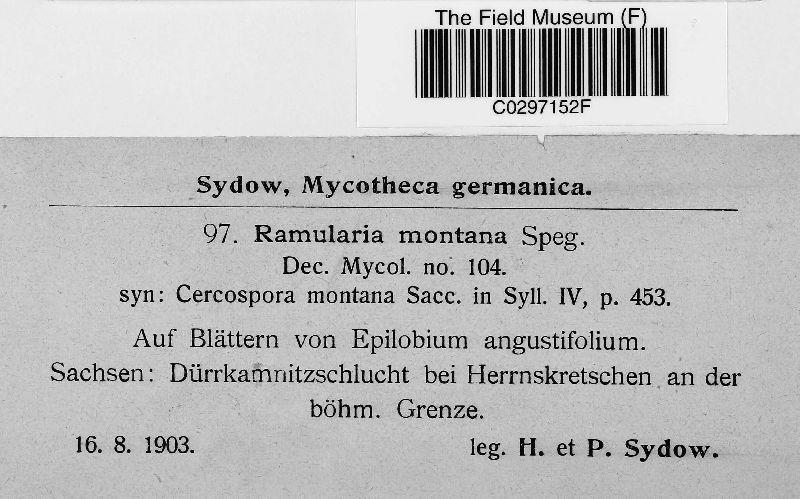 The Field Museum (F)
C0297152F
Sydow, Mycotheca germanica.
97. Ramularia montana Speg.
Dec. Mycol. no. 104.
syn: Cercospora montana Sacc. in Syll. IV, p. 453.
Auf Blättern von Epilobium angustifolium.
Sachsen: Dürrkamnitzschlucht bei Herrnskretschen an der
böhm. Grenze.
16. 8. 1903. leg. H. et P. Sydow.